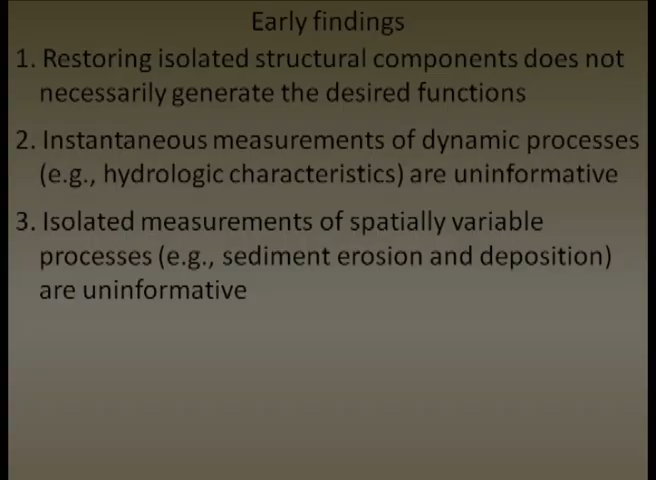 Early findings
1. Restoring isolated structural components does not
necessarily generate the desired functions
2. Instantaneous measurements of dynamic processes
(e.g., hydrologic characteristics) are uninformative
3. Isolated measurements of spatially variable
processes (e.g., sediment erosion and deposition)
are uninformative